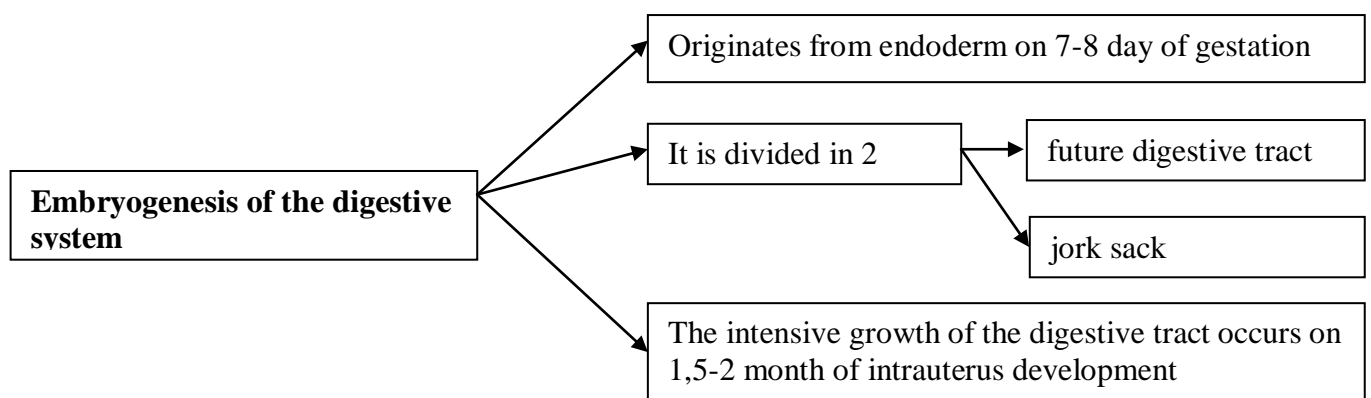 Originates from endoderm on 7-8 day of gestation
It is divided in 2
future digestive tract
Embryogenesis of the digestive
system
jork sack
The intensive growth of the digestive tract occurs on
1,5-2 month of intrauterus development